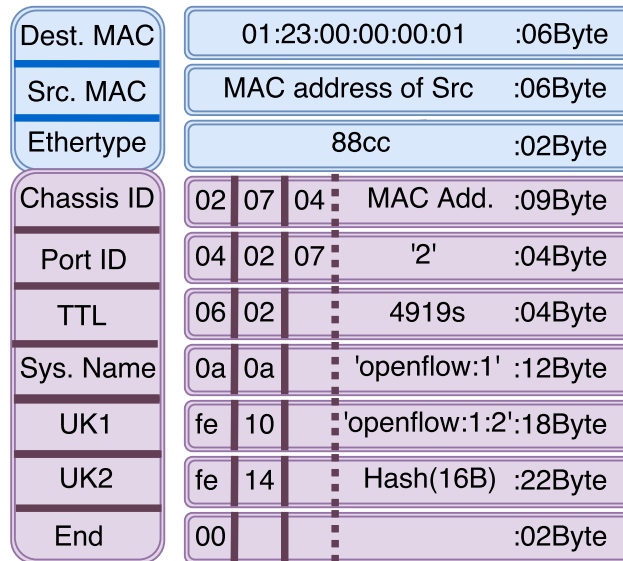 Dest. MAC 01:23:00:00:00:01 :06Byte
Src. MAC MAC address of Src :06Byte
Ethertype 88cc :02Byte
Chassis ID 02 07 04 MAC Add. :09Byte
Port ID 04 02 07 '2' :04Byte
TTL 06 02 4919s :04Byte
Sys. Name 0a 0a 'openflow:1' :12Byte
UK1 fe 10 'openflow:1:2':18Byte
UK2 fe 14 Hash(16B) :22Byte
End 00 :02Byte